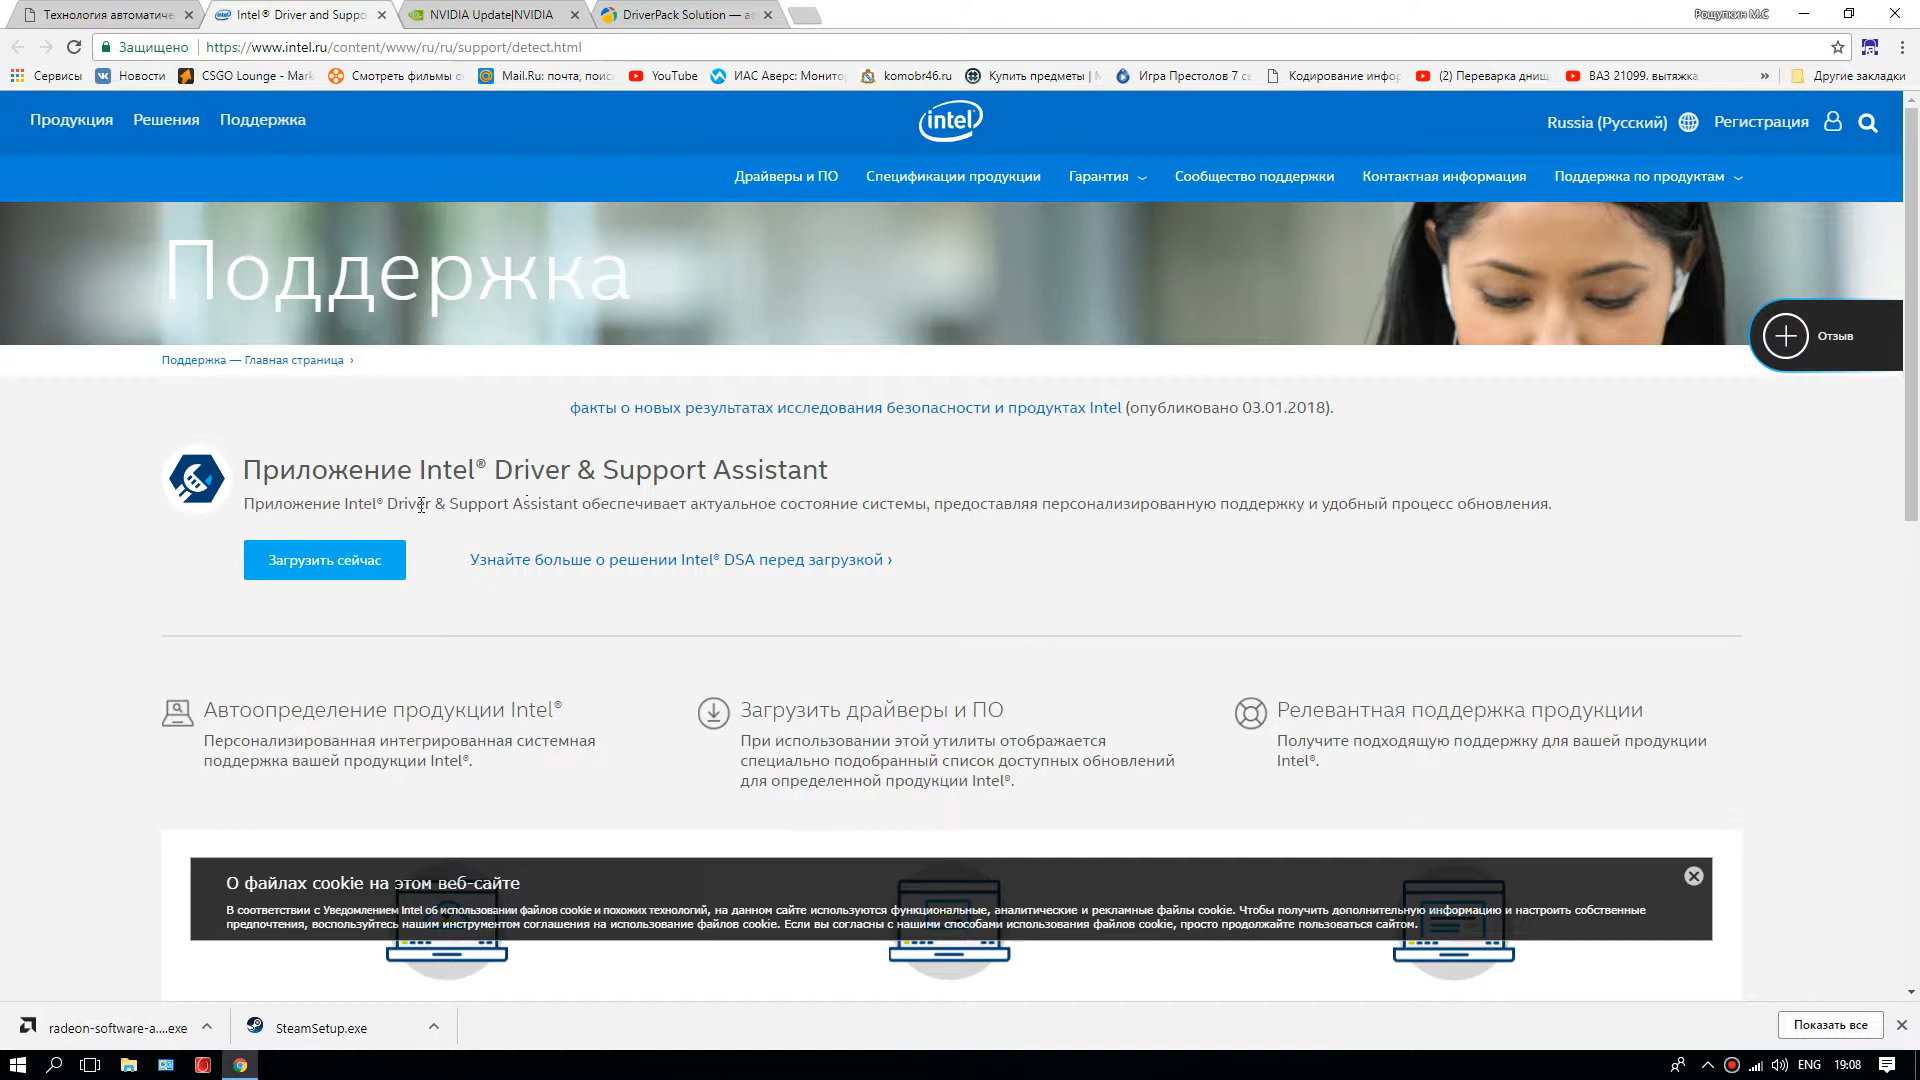 Технология автоматиче
Intel® Driver and Suppo
NVIDIA Update|NVIDIA
DriverPack Solution — ав
Рощупкин М.С
Защищено
https://www.intel.ru/content/www/ru/ru/support/detect.html
Сервисы
Новости
CSGO Lounge - Mark
Смотреть фильмы о
Mail.Ru: почта, поис
YouTube
ИАС Аверс: Монито
komobr46.ru
Купить предметы | М
Игра Престолов 7 се
Кодирование инфор
(2) Переварка днищ
ВАЗ 21099. вытяжка
»
Другие закладки
Продукция
Решения
Поддержка
intel
Russia (Русский)
Регистрация
Драйверы и ПО
Спецификации продукции
Гарантия
Сообщество поддержки
Контактная информация
Поддержка по продуктам
Поддержка
Отзыв
Поддержка — Главная страница ›
факты о новых результатах исследования безопасности и продуктах Intel (опубликовано 03.01.2018).
Приложение Intel® Driver & Support Assistant
Приложение Intel® Driver & Support Assistant обеспечивает актуальное состояние системы, предоставляя персонализированную поддержку и удобный процесс обновления.
Загрузить сейчас
Узнайте больше о решении Intel® DSA перед загрузкой ›
Автоопределение продукции Intel®
Персонализированная интегрированная системная
поддержка вашей продукции Intel®.
Загрузить драйверы и ПО
При использовании этой утилиты отображается
специально подобранный список доступных обновлений
для определенной продукции Intel®.
Релевантная поддержка продукции
Получите подходящую поддержку для вашей продукции
Intel®.
О файлах cookie на этом веб-сайте
В соответствии с Уведомлением Intel об использовании файлов cookie и похожих технологий, на данном сайте используются функциональные, аналитические и рекламные файлы cookie. Чтобы получить дополнительную информацию и настроить собственные
предпочтения, воспользуйтесь нашим инструментом соглашения на использование файлов cookie. Если вы согласны с нашими способами использования файлов cookie, просто продолжайте пользоваться сайтом.
radeon-software-a....exe
SteamSetup.exe
Показать все
ENG
19:08